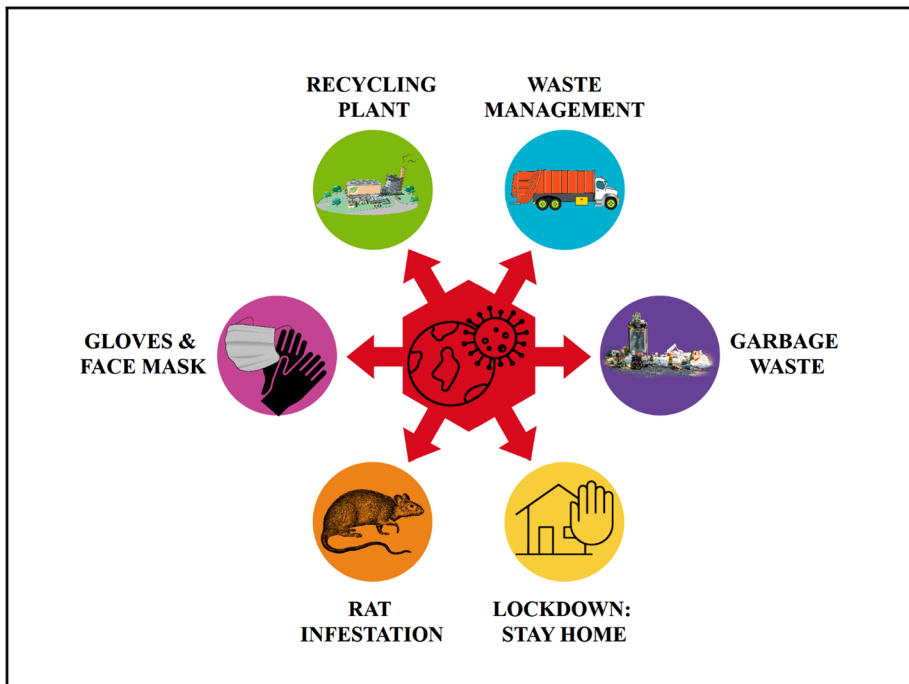 RECYCLING
PLANT
WASTE
MANAGEMENT
GLOVES &
FACE MASK
GARBAGE
WASTE
RAT
INFESTATION
LOCKDOWN:
STAY HOME